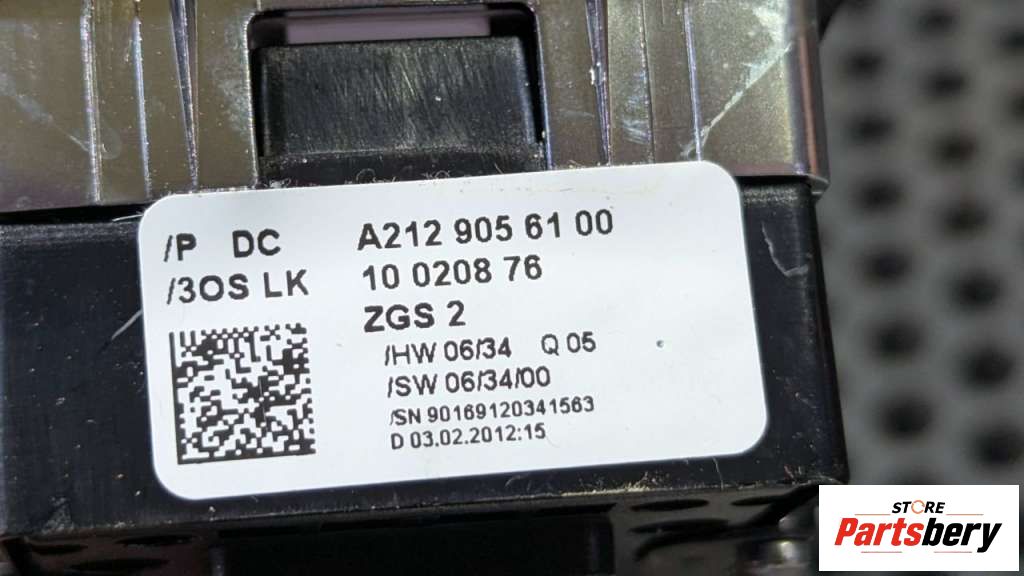 /P DC A212 905 61 00
/3OS LK 10 0208 76
ZGS 2
/HW 06/34 Q 05
/SW 06/34/00
/SN 90169120341563
D 03.02.2012:15
STORE
Partsbery